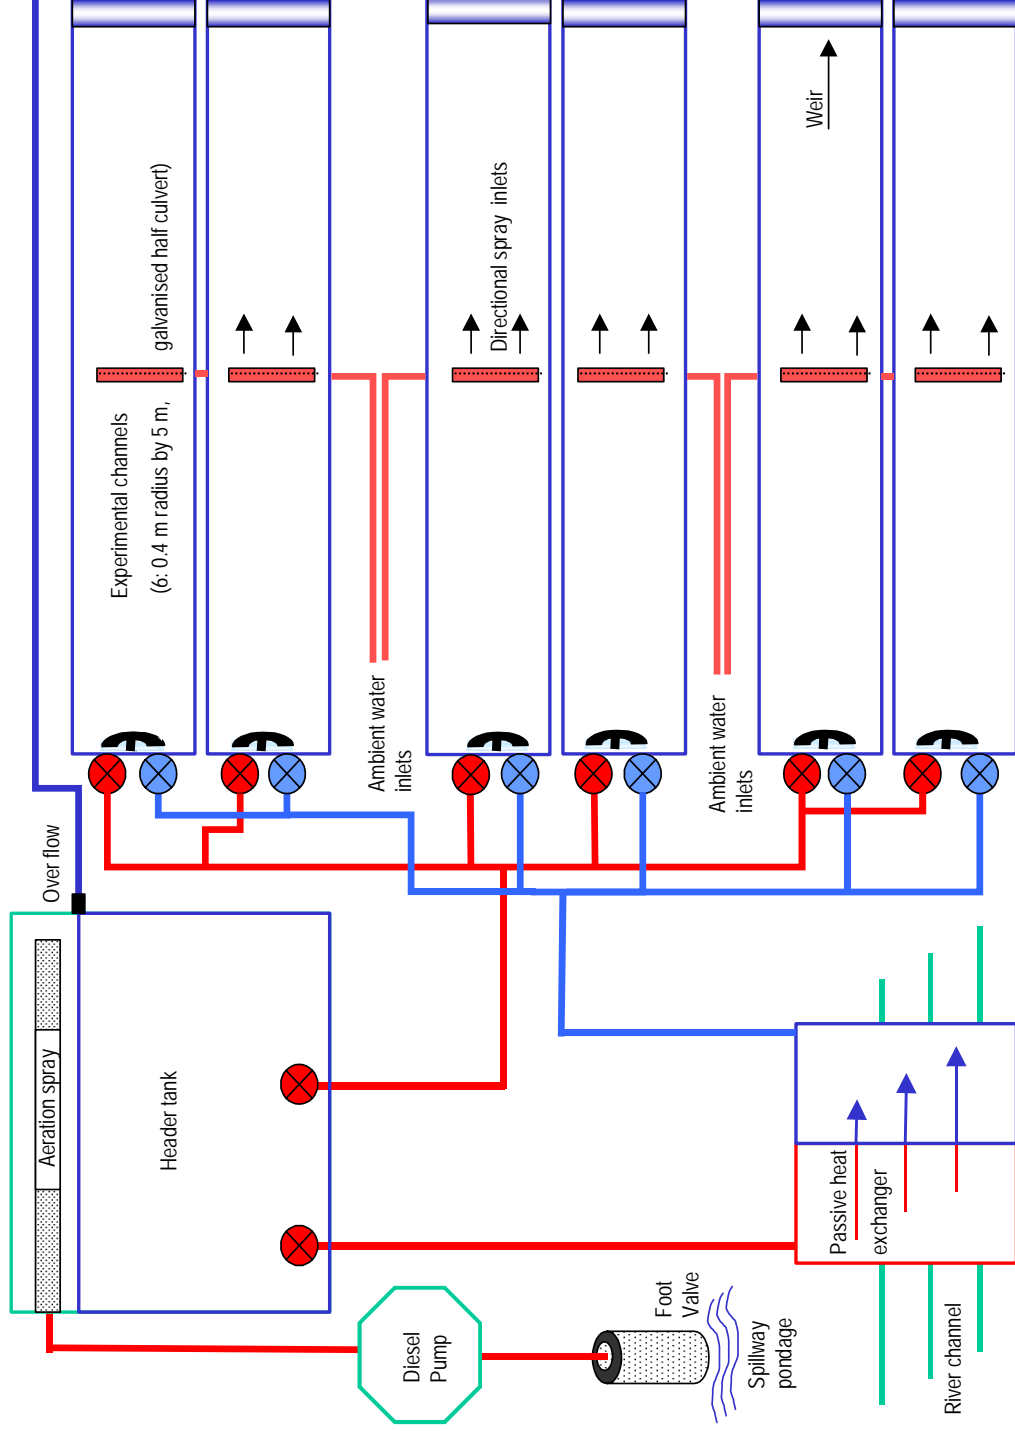 Experimental channels
(6: 0.4 m radius by 5 m, galvanised half culvert)
Directional spray inlets
Weir
Ambient water
inlets
Ambient water
inlets
Over flow
Aeration spray
Header tank
Passive heat
exchanger
Diesel
Pump
Foot
Valve
Spillway
pondage
River channel